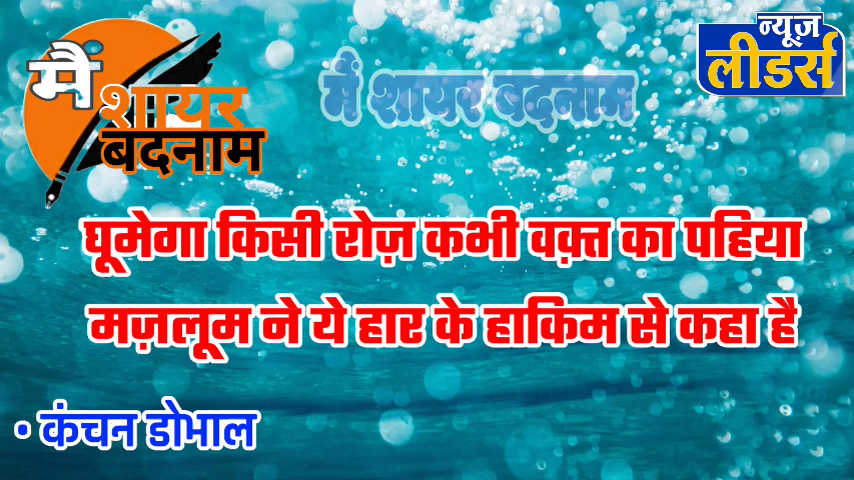 मैं
शायर
बदनाम
मैं शायर बदनाम
न्यूज़
लीडर्स
घूमेगा किसी रोज़ कभी वक़्त का पहिया
मज़लूम ने ये हार के हाकिम से कहा है
• कंचन डोभाल